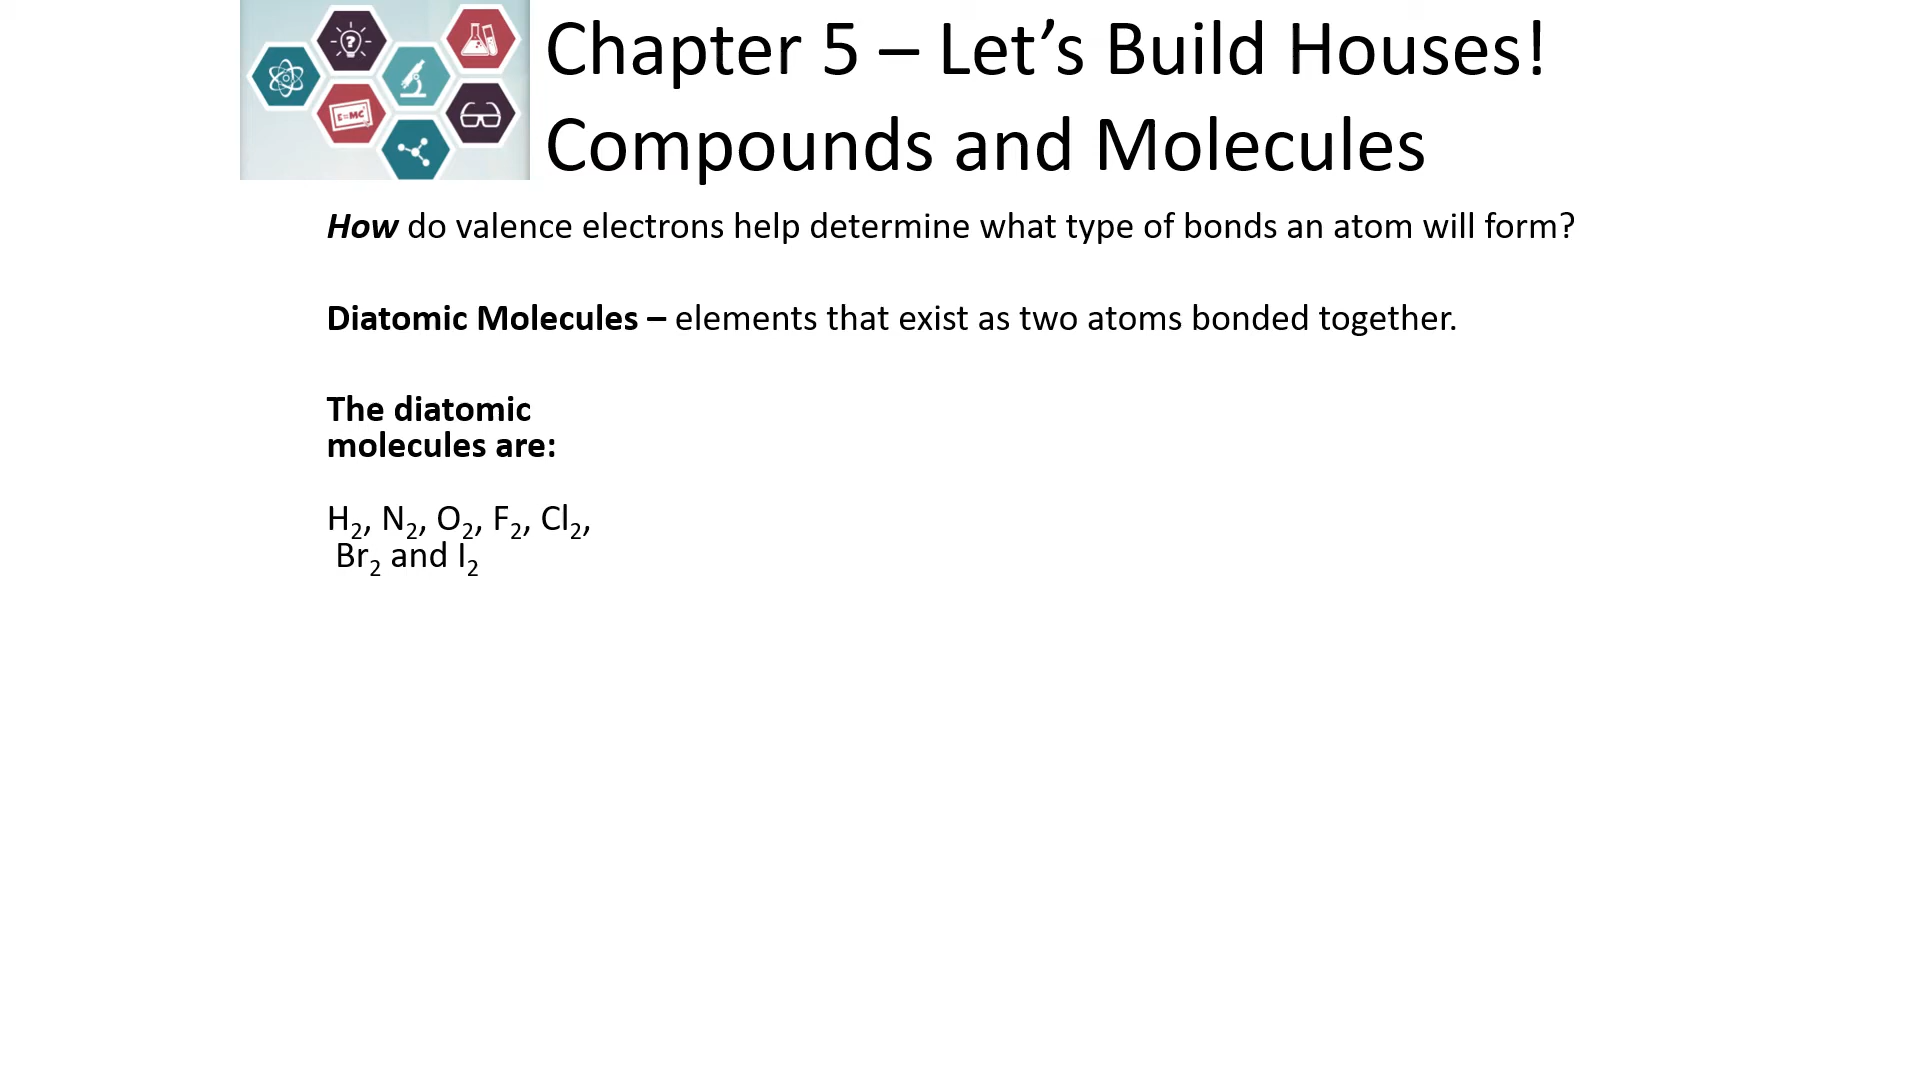 Chapter 5 – Let’s Build Houses!
Compounds and Molecules
How do valence electrons help determine what type of bonds an atom will form?
Diatomic Molecules – elements that exist as two atoms bonded together.
The diatomic
molecules are:
H₂, N₂, O₂, F₂, Cl₂,
Br₂ and I₂
?
E=MC²